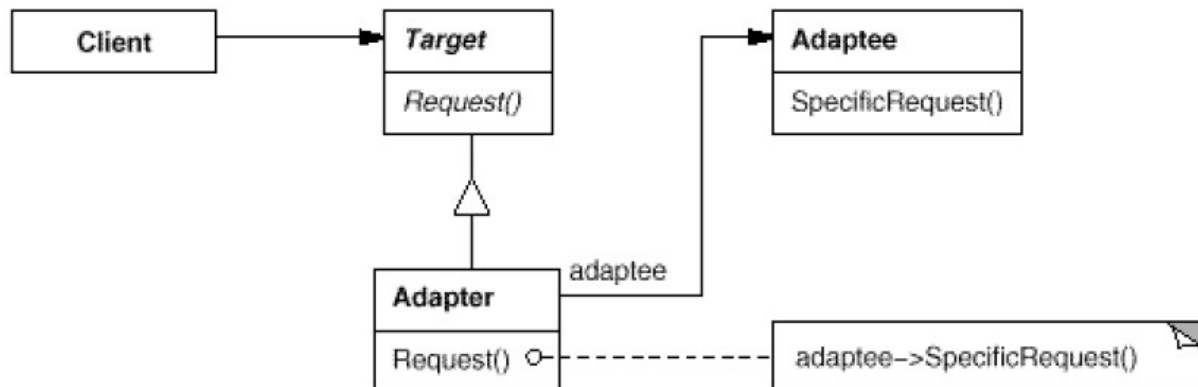 Client
Target
Request()
Adaptee
SpecificRequest()
adaptee
Adapter
Request()
adaptee->SpecificRequest()